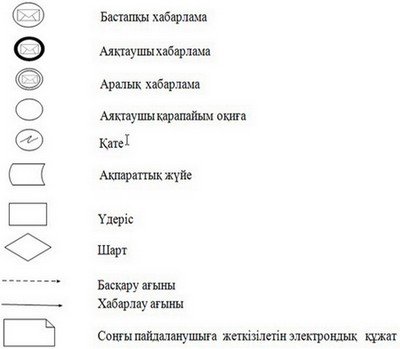 Бастапқы хабарлама
Аяқтаушы хабарлама
Аралық хабарлама
Аяқтаушы қарапайым оқиға
Қате
Ақпараттық жүйе
Үдеріс
Шарт
Басқару ағыны
Хабарлау ағыны
Соңғы пайдаланушыға жеткізілетін электрондық құжат